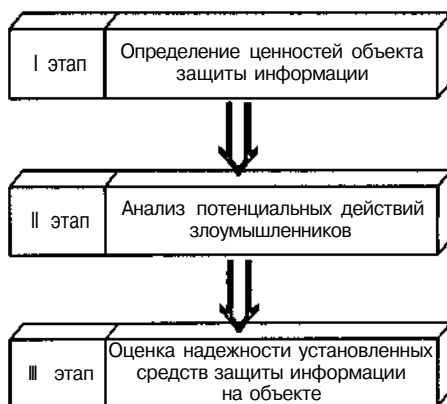 I этап
Определение ценностей объекта
защиты информации
II этап
Анализ потенциальных действий
злоумышленников
III этап
Оценка надежности установленных
средств защиты информации
на объекте